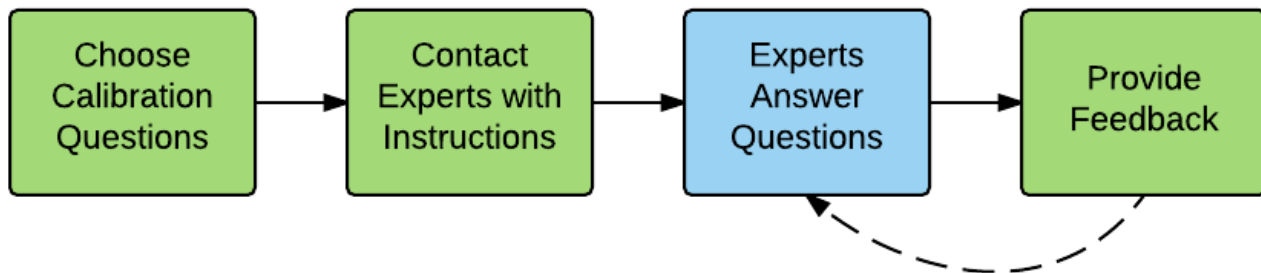 Choose
Calibration
Questions
Contact
Experts with
Instructions
Experts
Answer
Questions
Provide
Feedback